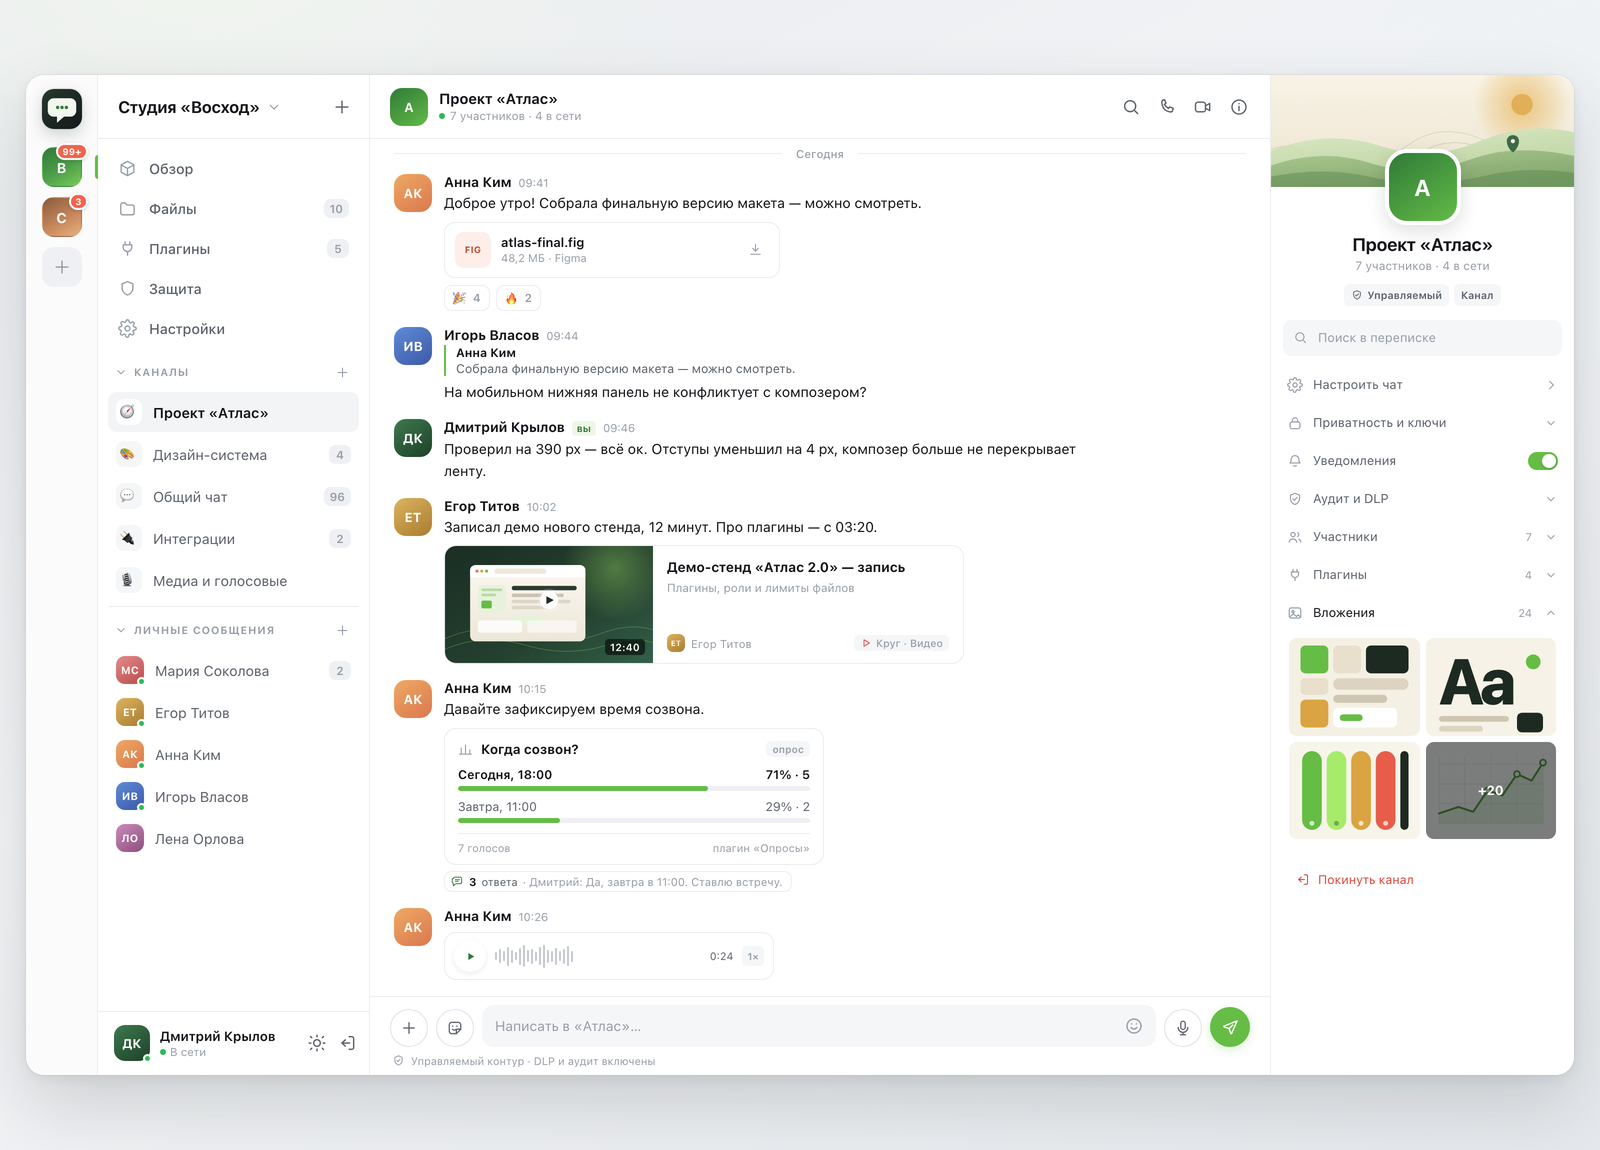 99+
В
3
С
Студия «Восход»
Обзор
Файлы 10
Плагины 5
Защита
Настройки
КАНАЛЫ
Проект «Атлас»
Дизайн-система 4
Общий чат 96
Интеграции 2
Медиа и голосовые
ЛИЧНЫЕ СООБЩЕНИЯ
МС Мария Соколова 2
ЕТ Егор Титов
АК Анна Ким
ИВ Игорь Власов
ЛО Лена Орлова
ДК Дмитрий Крылов
В сети
А Проект «Атлас»
7 участников · 4 в сети
Сегодня
АК Анна Ким 09:41
Доброе утро! Собрала финальную версию макета — можно смотреть.
FIG atlas-final.fig
48,2 МБ · Figma
4 2
ИВ Игорь Власов 09:44
Анна Ким
Собрала финальную версию макета — можно смотреть.
На мобильном нижняя панель не конфликтует с композером?
ДК Дмитрий Крылов вы 09:46
Проверил на 390 px — всё ок. Отступы уменьшил на 4 px, композер больше не перекрывает
ленту.
ЕТ Егор Титов 10:02
Записал демо нового стенда, 12 минут. Про плагины — с 03:20.
12:40
Демо-стенд «Атлас 2.0» — запись
Плагины, роли и лимиты файлов
ЕТ Егор Титов Круг · Видео
АК Анна Ким 10:15
Давайте зафиксируем время созвона.
Когда созвон? опрос
Сегодня, 18:00 71% · 5
Завтра, 11:00 29% · 2
7 голосов плагин «Опросы»
3 ответа · Дмитрий: Да, завтра в 11:00. Ставлю встречу.
АК Анна Ким 10:26
0:24 1×
Написать в «Атлас»...
Управляемый контур · DLP и аудит включены
А
Проект «Атлас»
7 участников · 4 в сети
Управляемый Канал
Поиск в переписке
Настроить чат
Приватность и ключи
Уведомления
Аудит и DLP
Участники 7
Плагины 4
Вложения 24
Aa
+20
Покинуть канал